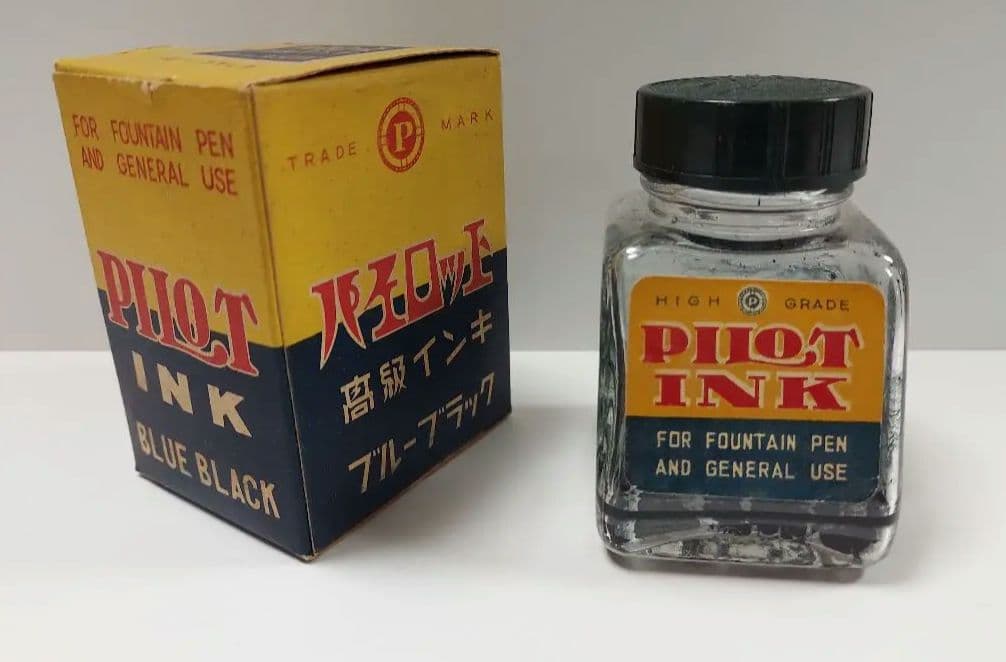 FOR FOUNTAIN PEN
AND GENERAL USE
PILOT
INK
BLUE BLACK
TRADE P MARK
パイロット
高級インキ
ブルーブラック
HIGH P GRADE
PILOT
INK
FOR FOUNTAIN PEN
AND GENERAL USE